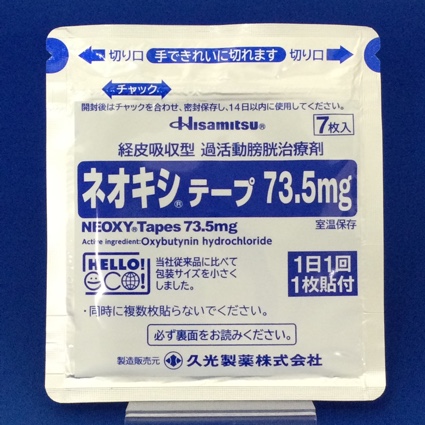 切り口 手できれいに切れます 切り口
チャック
開封後はチャックを合わせ、密封保存し、14日以内に使用してください。
Hisamitsu® 7枚入
経皮吸収型 過活動膀胱治療剤
ネオキシ®テープ 73.5mg
NEOXY®Tapes 73.5mg 室温保存
Active ingredient:Oxybutynin hydrochloride
HELLO!
ECO!
当社従来品に比べて
包装サイズを小さく
しました。
1日1回
1枚貼付
・同時に複数枚貼らないでください。
必ず裏面をお読みください。
製造販売元 久光製薬株式会社